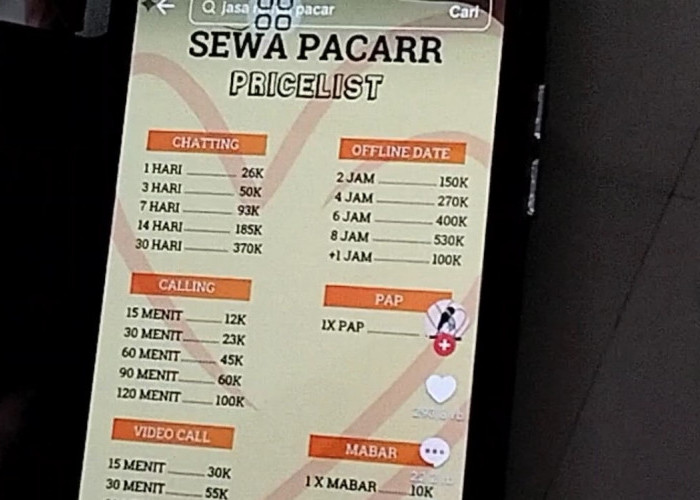 jasa pacar Cari
SEWA PACARR
PRICELIST
CHATTING
1 HARI 26K
3 HARI 50K
7 HARI 93K
14 HARI 185K
30 HARI 370K
OFFLINE DATE
2 JAM 150K
4 JAM 270K
6 JAM 400K
8 JAM 530K
+1 JAM 100K
CALLING
15 MENIT 12K
30 MENIT 23K
60 MENIT 45K
90 MENIT 60K
120 MENIT 100K
PAP
1X PAP
VIDEO CALL
15 MENIT 30K
30 MENIT 55K
MABAR
1 X MABAR 10K